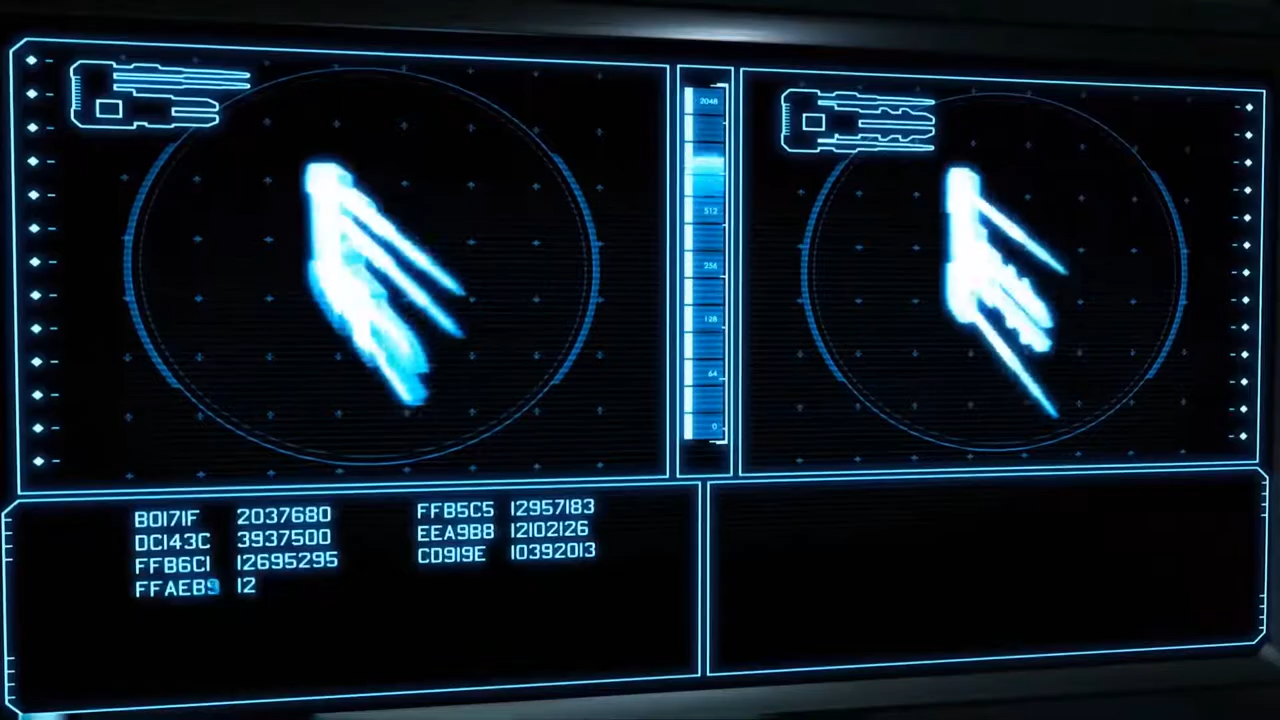 2048
512
256
128
64
0
B0171F 2037680
DC143C 3937500
FFB6C1 12695295
FFAEB9 12
FFB5C5 12957183
EEA9B8 12102126
CD919E 10392013